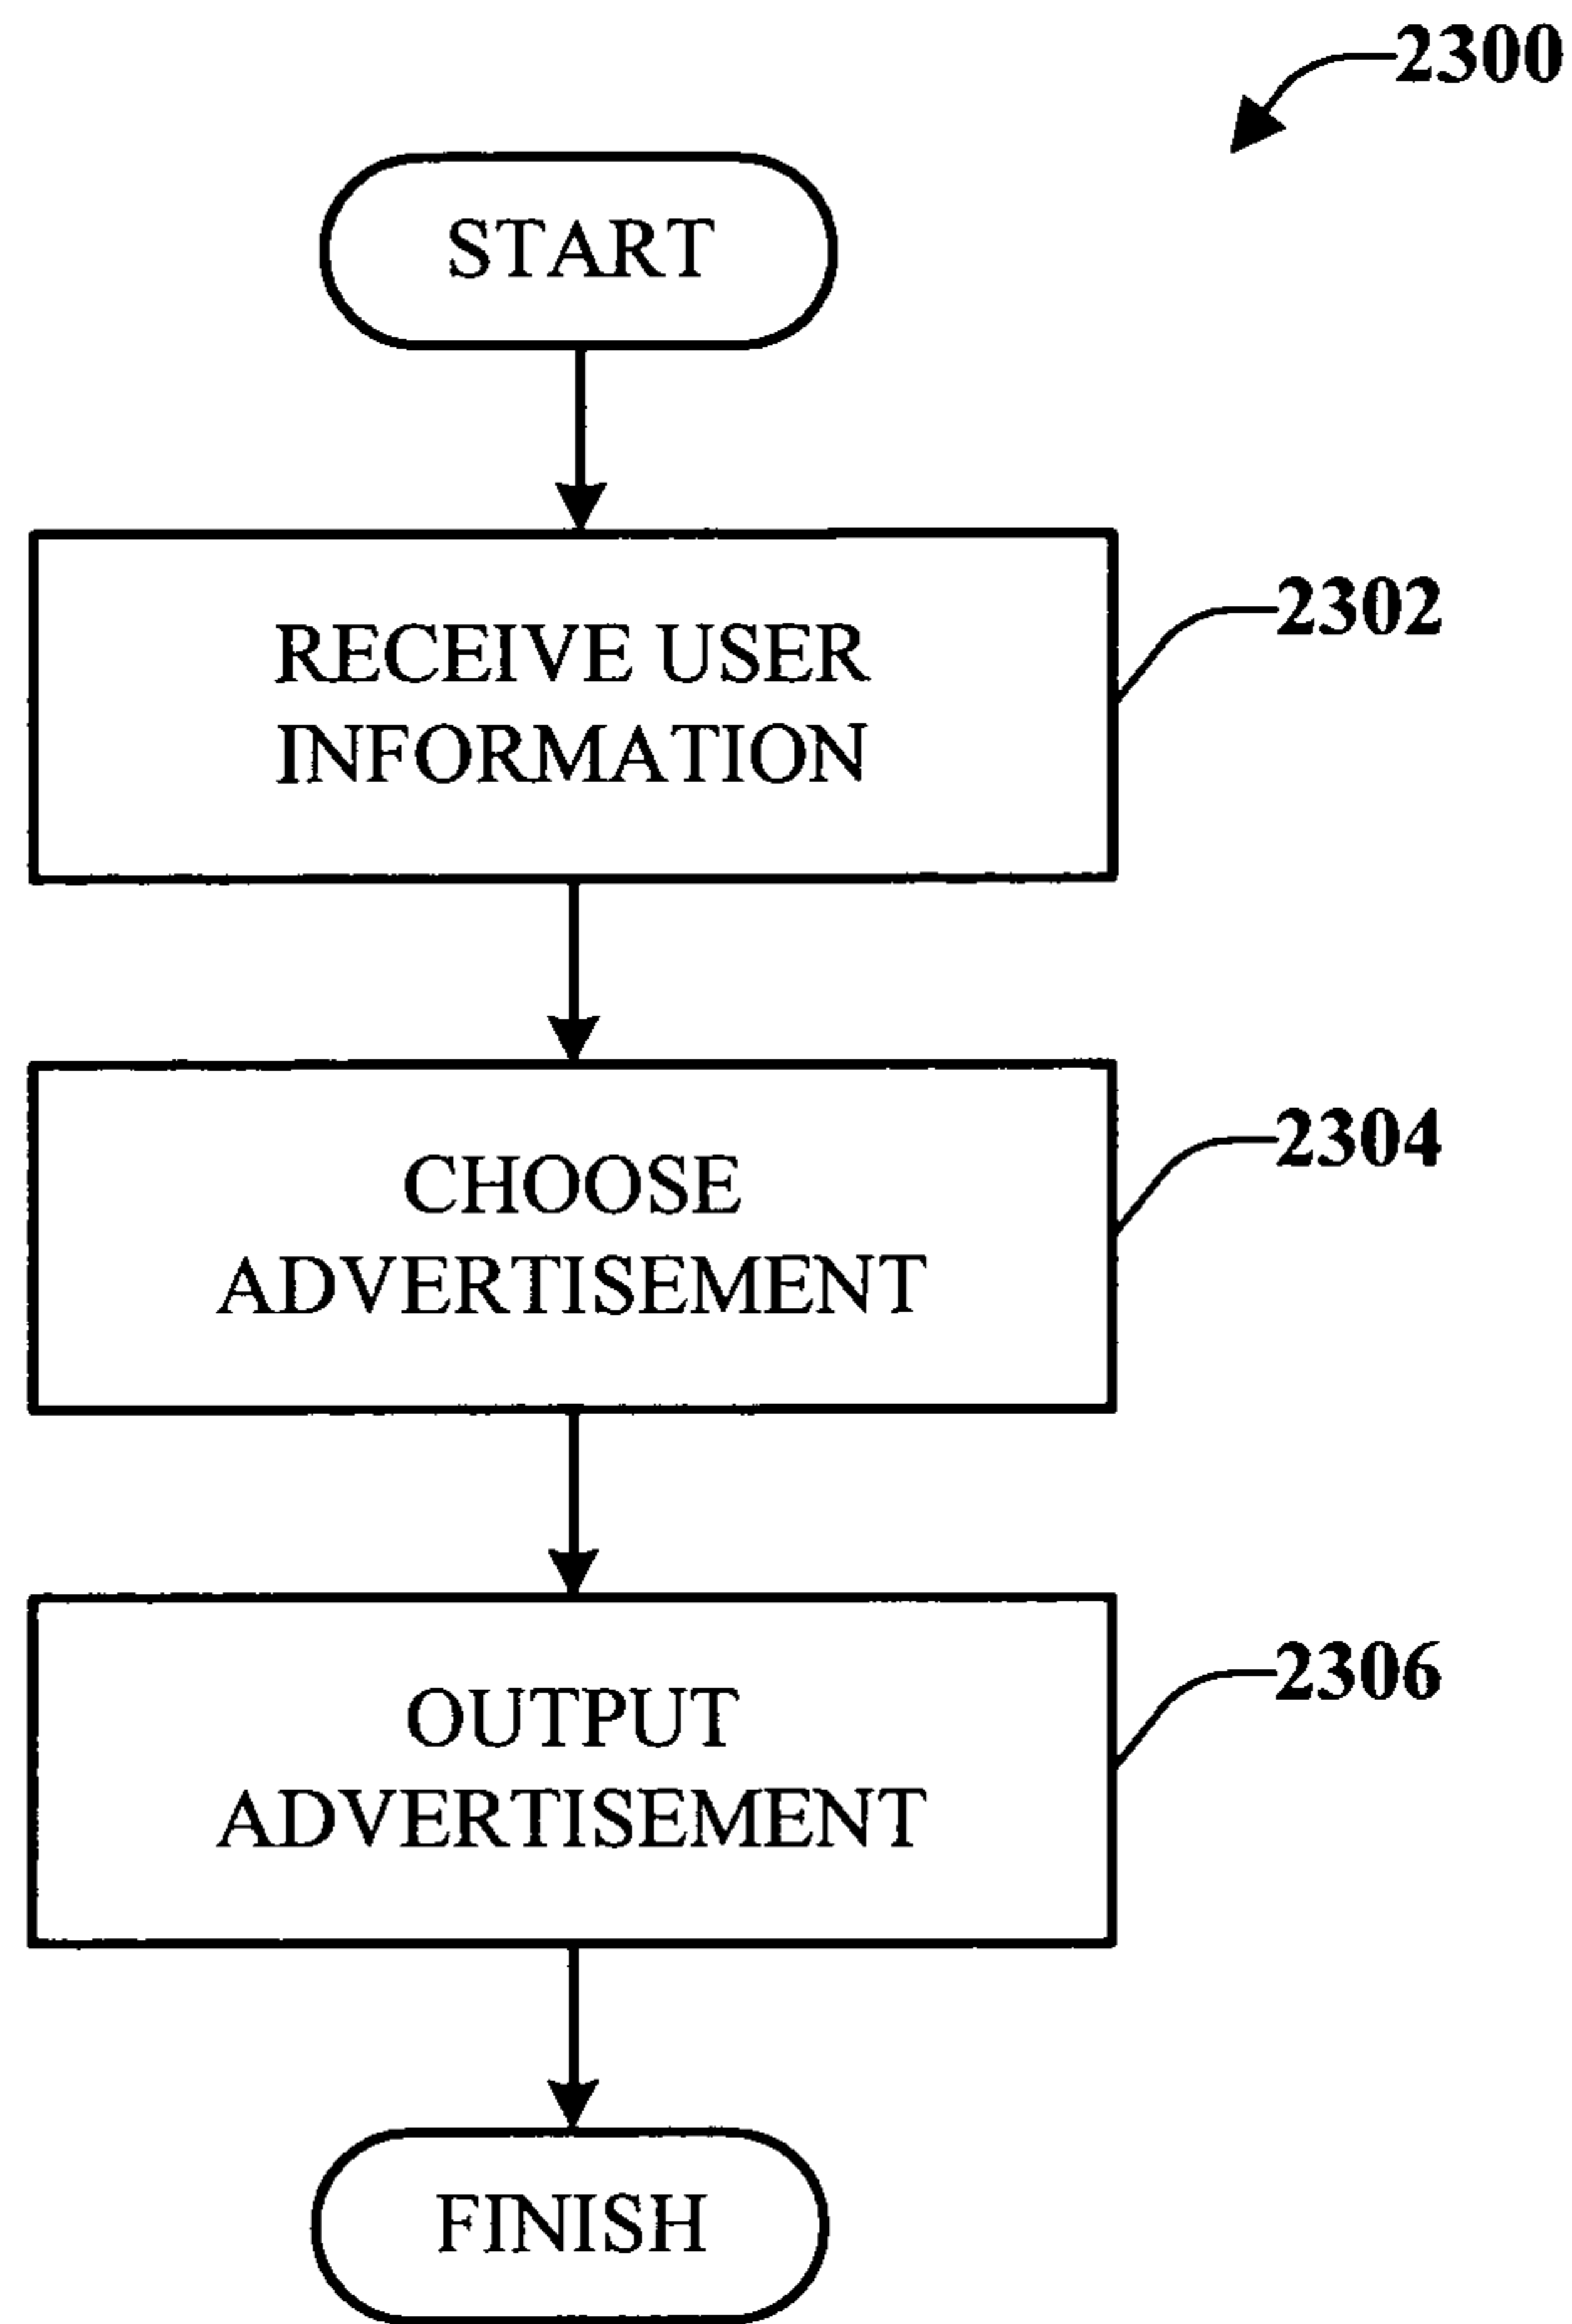 2300
START
RECEIVE USER
INFORMATION
2302
CHOOSE
ADVERTISEMENT
2304
OUTPUT
ADVERTISEMENT
2306
FINISH